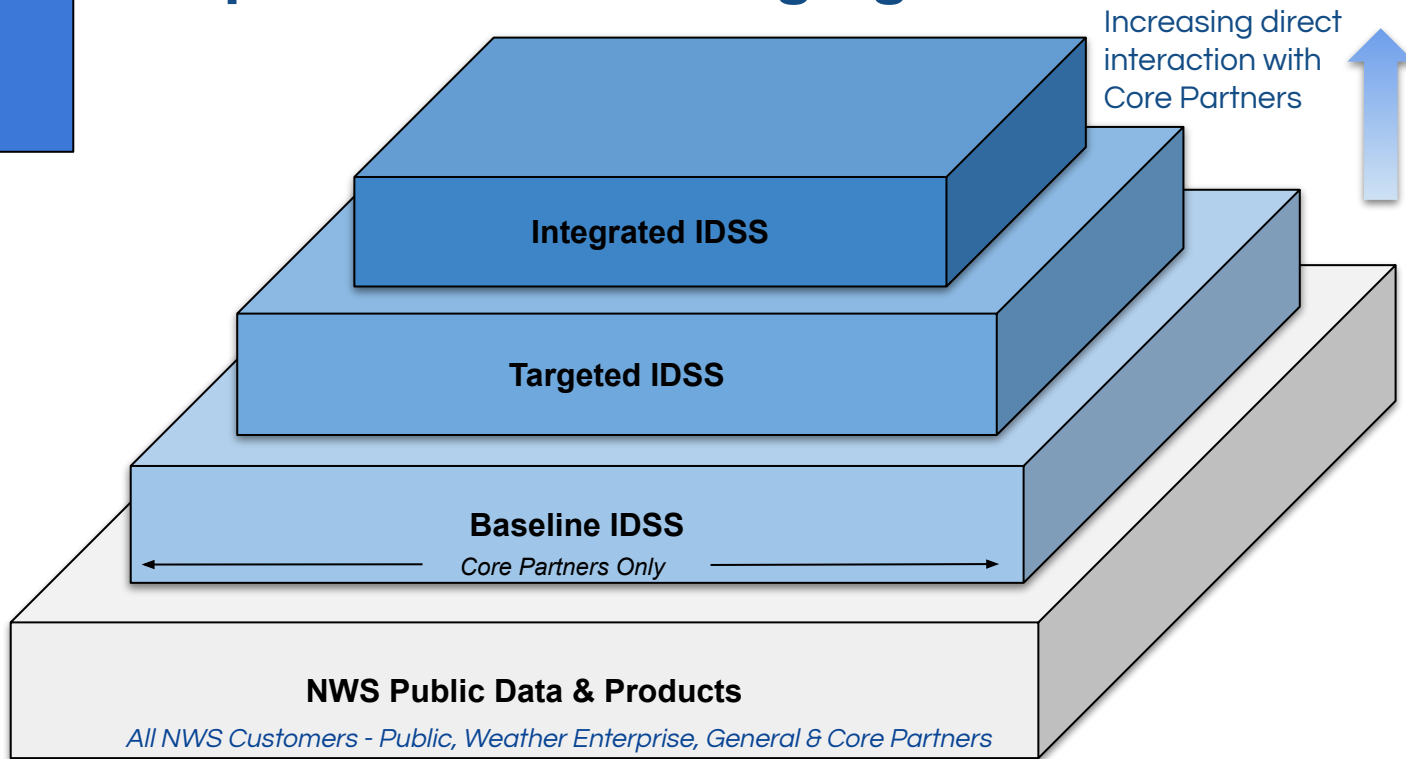 Increasing direct
interaction with
Core Partners
Integrated IDSS
Targeted IDSS
Baseline IDSS
Core Partners Only
NWS Public Data & Products
All NWS Customers - Public, Weather Enterprise, General & Core Partners